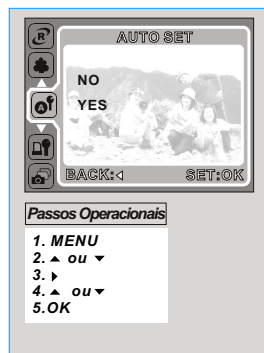 R
AUTO SET
NO
YES
A
BACK:◁ SET:OK
Passos Operacionais
1. MENU
2. ▲ ou ▼
3. ▶
4. ▲ ou ▼
5.OK